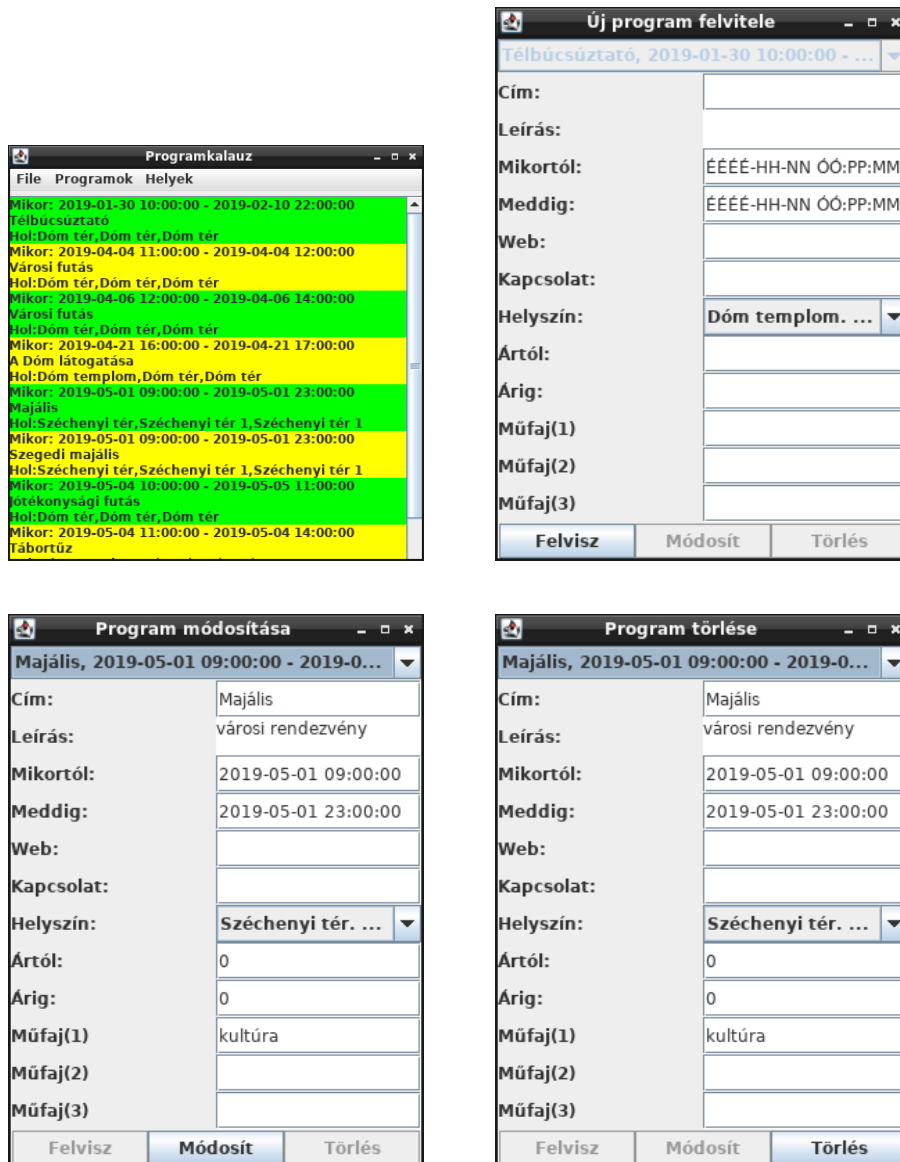 Programkalauz
File Programok Helyek
Mikor: 2019-01-30 10:00:00 - 2019-02-10 22:00:00
Télbúcsúztató
Hol:Dóm tér,Dóm tér,Dóm tér
Mikor: 2019-04-04 11:00:00 - 2019-04-04 12:00:00
Városi futás
Hol:Dóm tér,Dóm tér,Dóm tér
Mikor: 2019-04-06 12:00:00 - 2019-04-06 14:00:00
Városi futás
Hol:Dóm tér,Dóm tér,Dóm tér
Mikor: 2019-04-21 16:00:00 - 2019-04-21 17:00:00
A Dóm látogatása
Hol:Dóm templom,Dóm tér,Dóm tér
Mikor: 2019-05-01 09:00:00 - 2019-05-01 23:00:00
Majális
Hol:Széchenyi tér,Széchenyi tér 1,Széchenyi tér 1
Mikor: 2019-05-01 09:00:00 - 2019-05-01 23:00:00
Szegedi majális
Hol:Széchenyi tér,Széchenyi tér 1,Széchenyi tér 1
Mikor: 2019-05-04 10:00:00 - 2019-05-05 11:00:00
Jótékonysági futás
Hol:Dóm tér,Dóm tér,Dóm tér
Mikor: 2019-05-04 11:00:00 - 2019-05-04 14:00:00
Tábortűz
Új program felvitele
Télbúcsúztató, 2019-01-30 10:00:00 - ...
Cím:
Leírás:
Mikortól: ÉÉÉÉ-HH-NN ÓÓ:PP:MM
Meddig: ÉÉÉÉ-HH-NN ÓÓ:PP:MM
Web:
Kapcsolat:
Helyszín: Dóm templom. ...
Ártól:
Árig:
Műfaj(1)
Műfaj(2)
Műfaj(3)
Felvisz Módosít Törlés
Program módosítása
Majális, 2019-05-01 09:00:00 - 2019-0...
Cím: Majális
Leírás: városi rendezvény
Mikortól: 2019-05-01 09:00:00
Meddig: 2019-05-01 23:00:00
Web:
Kapcsolat:
Helyszín: Széchenyi tér. ...
Ártól: 0
Árig: 0
Műfaj(1) kultúra
Műfaj(2)
Műfaj(3)
Felvisz Módosít Törlés
Program törlése
Majális, 2019-05-01 09:00:00 - 2019-0...
Cím: Majális
Leírás: városi rendezvény
Mikortól: 2019-05-01 09:00:00
Meddig: 2019-05-01 23:00:00
Web:
Kapcsolat:
Helyszín: Széchenyi tér. ...
Ártól: 0
Árig: 0
Műfaj(1) kultúra
Műfaj(2)
Műfaj(3)
Felvisz Módosít Törlés